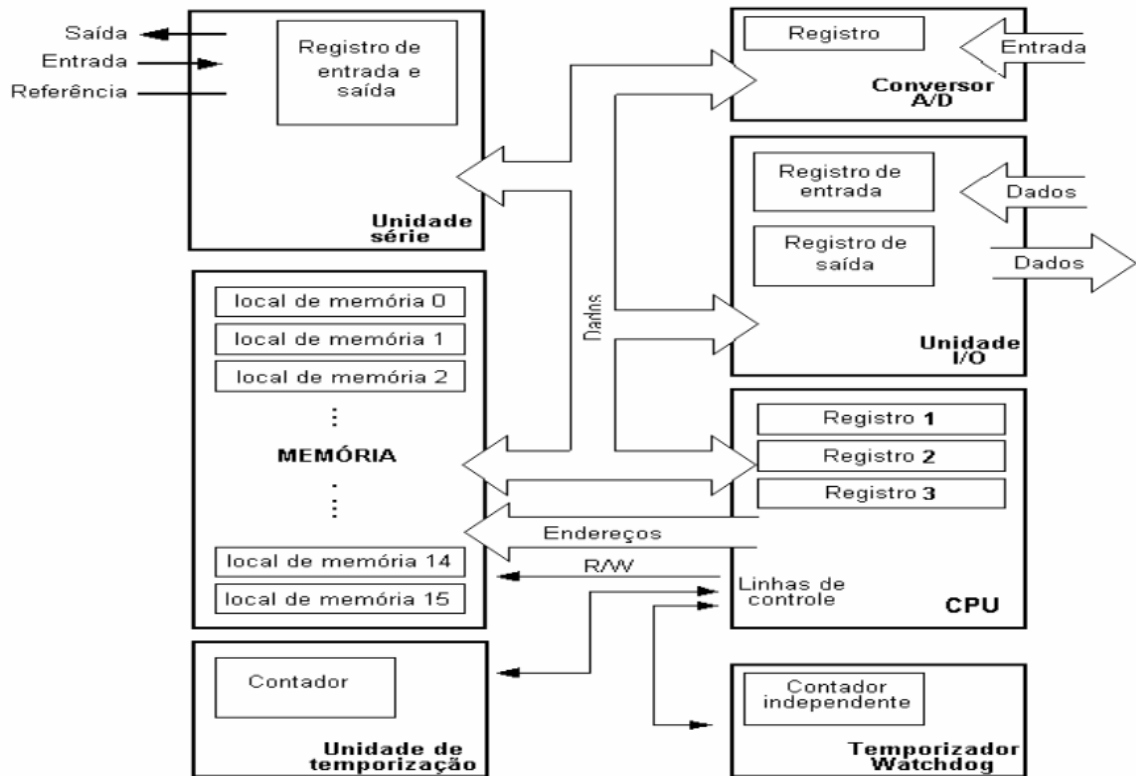 Saída
Entrada
Referência
Registro de
entrada e
saída
Unidade
série
Registro
Entrada
Conversor
A/D
Registro de
entrada
Registro de
saída
Dados
Dados
Unidade
I/O
Dados
local de memória 0
local de memória 1
local de memória 2
MEMÓRIA
local de memória 14
local de memória 15
Registro 1
Registro 2
Registro 3
Endereços
R/W
Linhas de
controle
CPU
Contador
Unidade de
temporização
Contador
independente
Temporizador
Watchdog